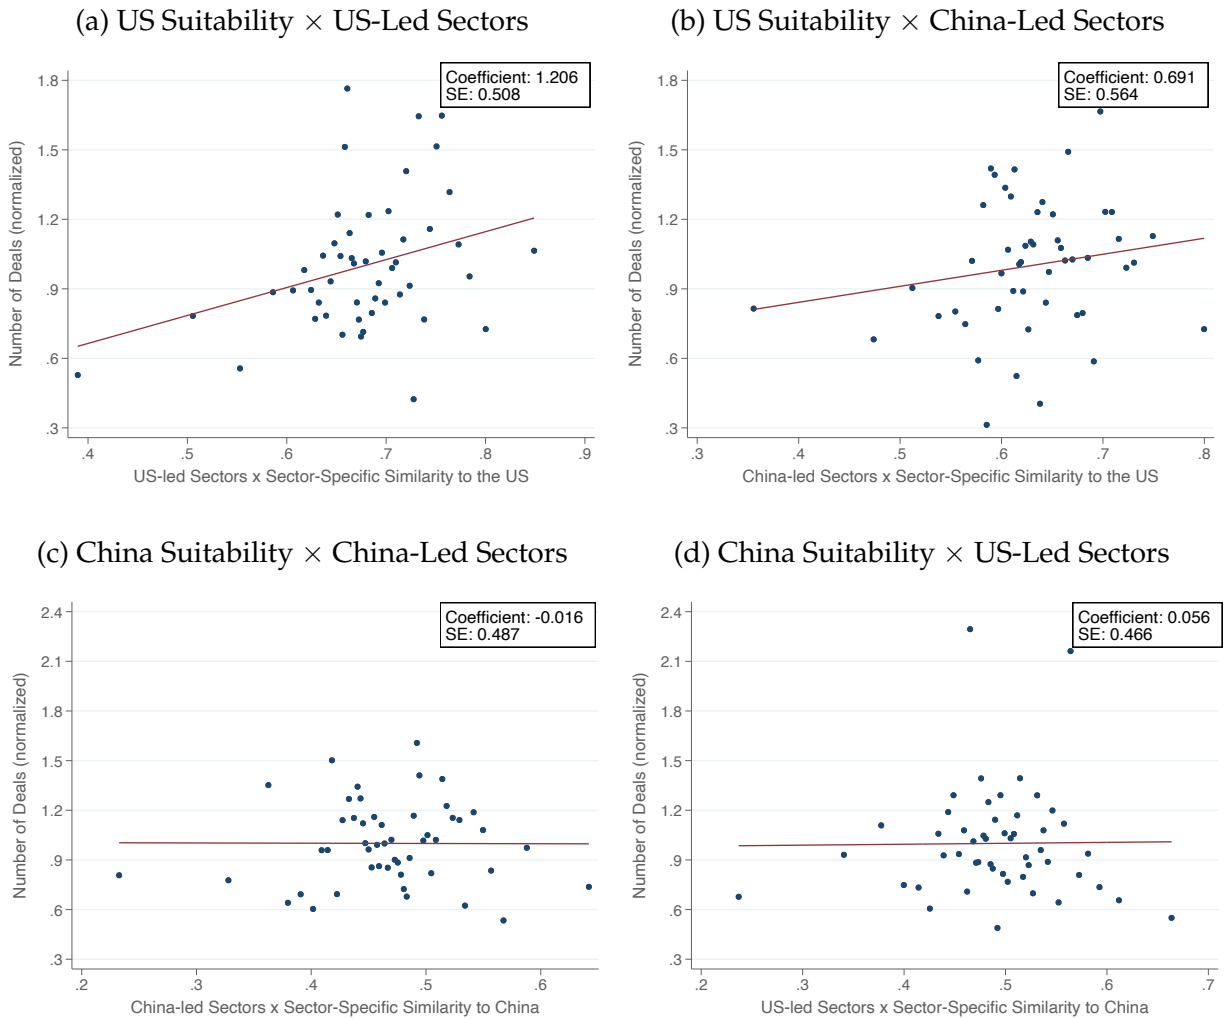 (a) US Suitability × US-Led Sectors
Coefficient: 1.206
SE: 0.508
Number of Deals (normalized)
1.8
1.5
1.2
.9
.6
.3
.4 .5 .6 .7 .8 .9
US-led Sectors x Sector-Specific Similarity to the US
(b) US Suitability × China-Led Sectors
Coefficient: 0.691
SE: 0.564
Number of Deals (normalized)
1.8
1.5
1.2
.9
.6
.3
.3 .4 .5 .6 .7 .8
China-led Sectors x Sector-Specific Similarity to the US
(c) China Suitability × China-Led Sectors
Coefficient: -0.016
SE: 0.487
Number of Deals (normalized)
2.4
2.1
1.8
1.5
1.2
.9
.6
.3
.2 .3 .4 .5 .6
China-led Sectors x Sector-Specific Similarity to China
(d) China Suitability × US-Led Sectors
Coefficient: 0.056
SE: 0.466
Number of Deals (normalized)
2.4
2.1
1.8
1.5
1.2
.9
.6
.3
.2 .3 .4 .5 .6 .7
US-led Sectors x Sector-Specific Similarity to China